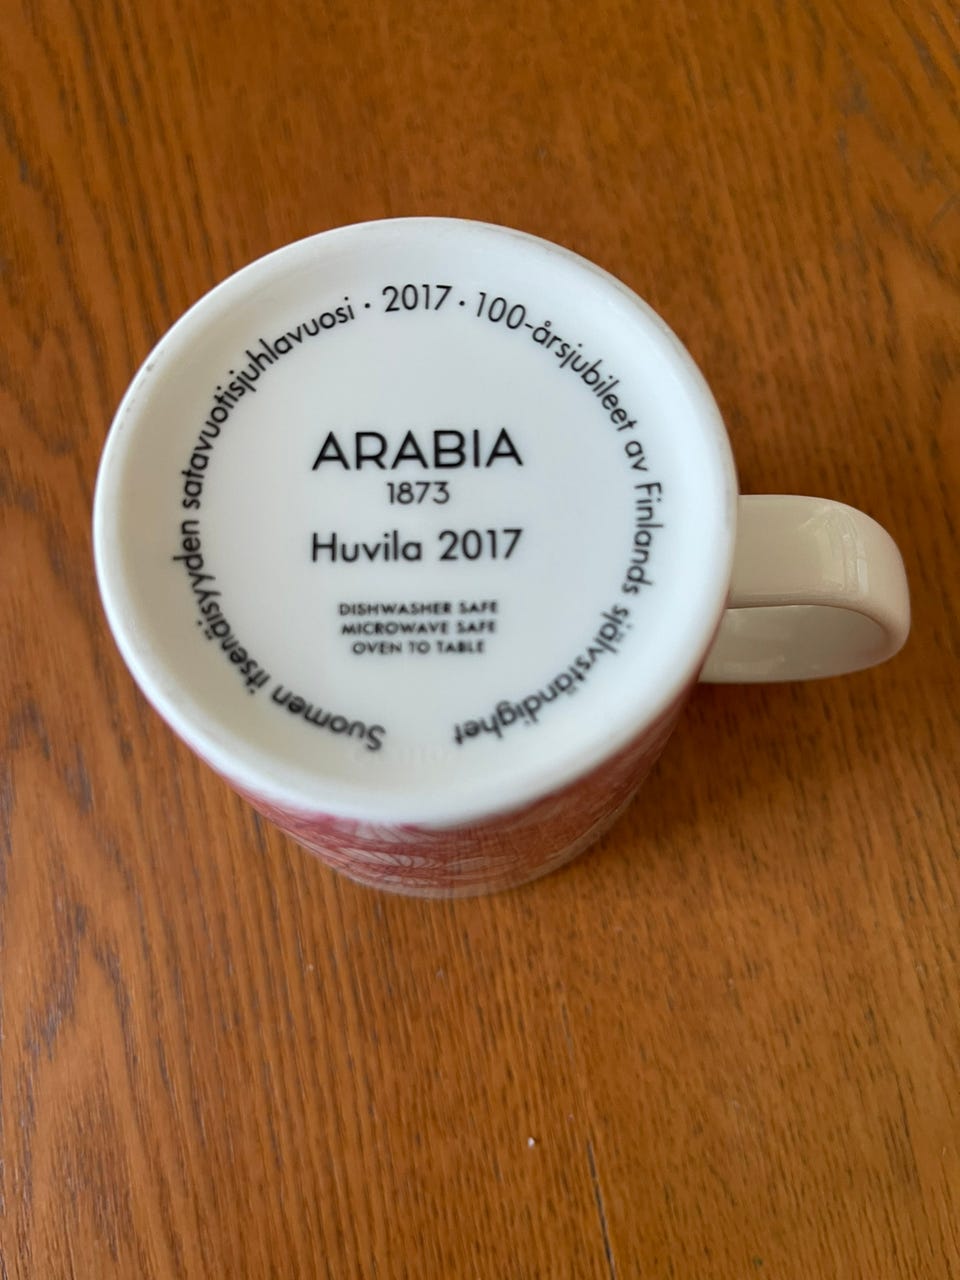 Suomen itsenäisyyden satavuotisjuhlavuosi · 2017 · 100-årsjubileet av Finlands självständighet
ARABIA
1873
Huvila 2017
DISHWASHER SAFE
MICROWAVE SAFE
OVEN TO TABLE